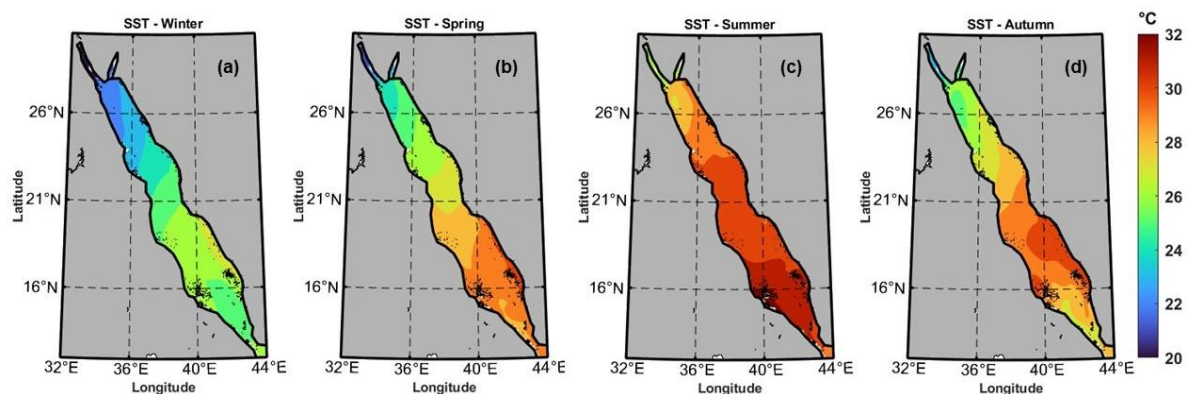 SST - Winter
SST - Spring
SST - Summer
SST - Autumn
°C
(a)
(b)
(c)
(d)
Latitude
26°N
21°N
16°N
32°E 36°E 40°E 44°E
Longitude
Latitude
26°N
21°N
16°N
32°E 36°E 40°E 44°E
Longitude
Latitude
26°N
21°N
16°N
32°E 36°E 40°E 44°E
Longitude
Latitude
26°N
21°N
16°N
32°E 36°E 40°E 44°E
Longitude
32
30
28
26
24
22
20